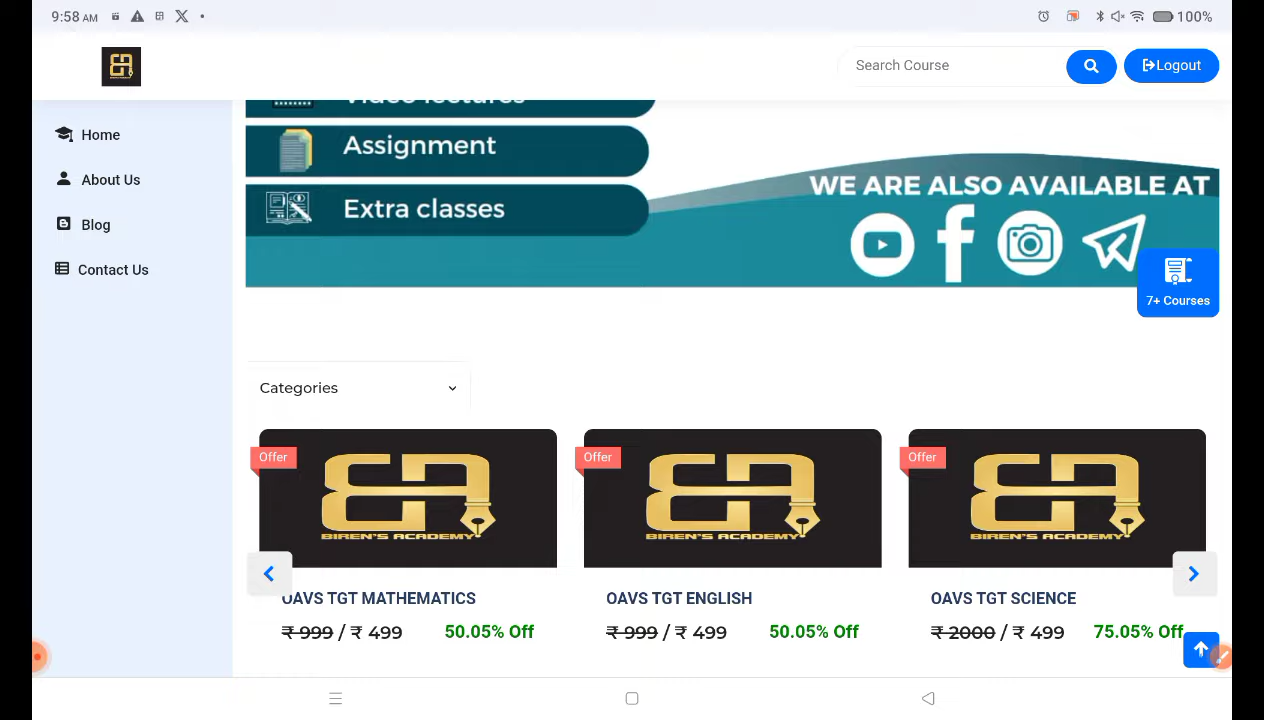 9:58 AM
100%
Search Course
Logout
Home
About Us
Blog
Contact Us
Video lectures
Assignment
Extra classes
WE ARE ALSO AVAILABLE AT
7+ Courses
Categories
Offer
Offer
Offer
BIREN'S ACADEMY
BIREN'S ACADEMY
BIREN'S ACADEMY
OAVS TGT MATHEMATICS
₹ 999 / ₹ 499 50.05% Off
OAVS TGT ENGLISH
₹ 999 / ₹ 499 50.05% Off
OAVS TGT SCIENCE
₹ 2000 / ₹ 499 75.05% Off